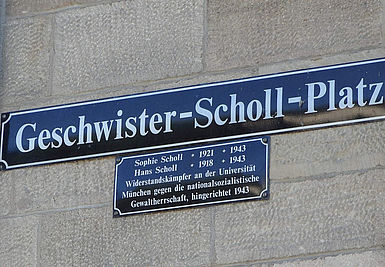 Geschwister-Scholl-Platz
Sophie Scholl * 1921 + 1943
Hans Scholl * 1918 + 1943
Widerstandskämpfer an der Universität
München gegen die nationalsozialistische
Gewaltherrschaft, hingerichtet 1943